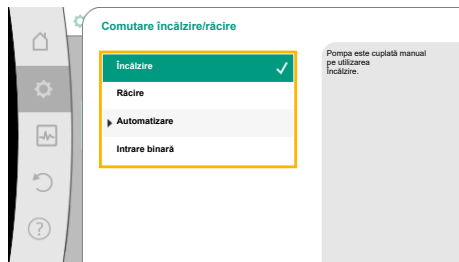 Comutare încălzire/răcire
Încălzire
Răcire
Automatizare
Intrare binară
Pompa este cuplată manual
pe utilizarea
Încălzire.
?